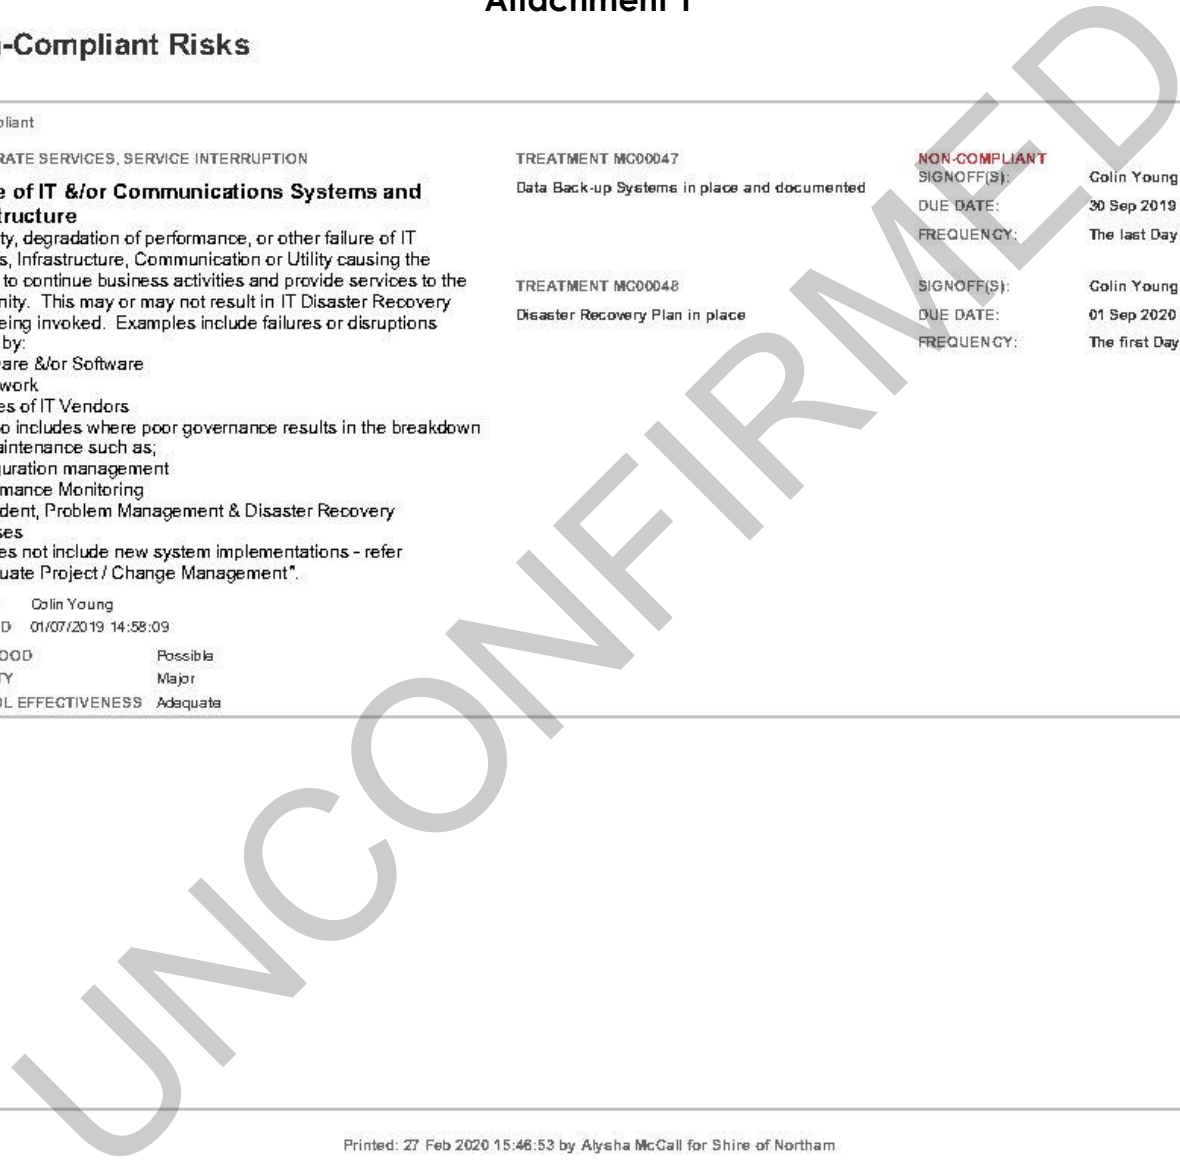 Attachment 1
-Compliant Risks
pliant
RATE SERVICES, SERVICE INTERRUPTION
e of IT &/or Communications Systems and
tructure
ty, degradation of performance, or other failure of IT
s, Infrastructure, Communication or Utility causing the
to continue business activities and provide services to the
nity. This may or may not result in IT Disaster Recovery
eing invoked. Examples include failures or disruptions
by:
are &/or Software
work
es of IT Vendors
o includes where poor governance results in the breakdown
aintenance such as;
guration management
mance Monitoring
dent, Problem Management & Disaster Recovery
ses
es not include new system implementations - refer
uate Project / Change Management".
Colin Young
D 01/07/2019 14:58:09
OOD Possible
TY Major
OL EFFECTIVENESS Adequate
TREATMENT MC00047
Data Back-up Systems in place and documented
TREATMENT MC00048
Disaster Recovery Plan in place
NON-COMPLIANT
SIGNOFF(S): Colin Young
DUE DATE: 30 Sep 2019
FREQUENCY: The last Day
SIGNOFF(S): Colin Young
DUE DATE: 01 Sep 2020
FREQUENCY: The first Day
UNCONFIRMED
Printed: 27 Feb 2020 15:46:53 by Alysha McCall for Shire of Northam